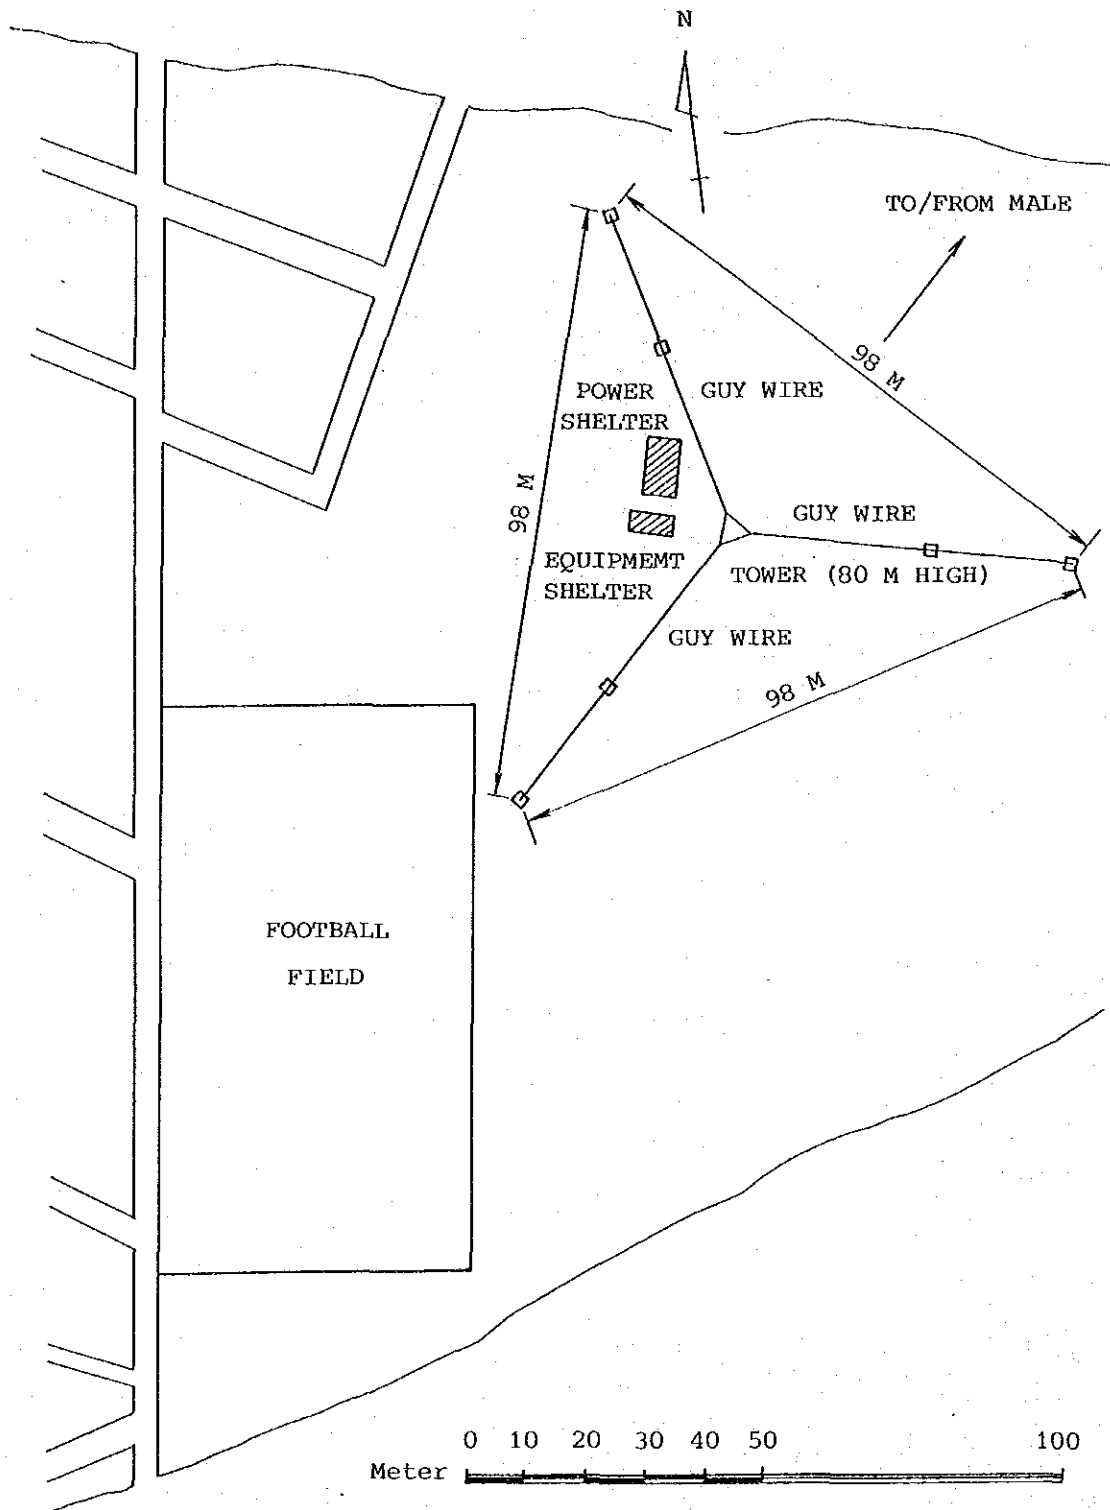 N
TO/FROM MALE
98 M
POWER
SHELTER
GUY WIRE
98 M
GUY WIRE
EQUIPMEMT
SHELTER
TOWER (80 M HIGH)
GUY WIRE
98 M
FOOTBALL
FIELD
0 10 20 30 40 50 100
Meter